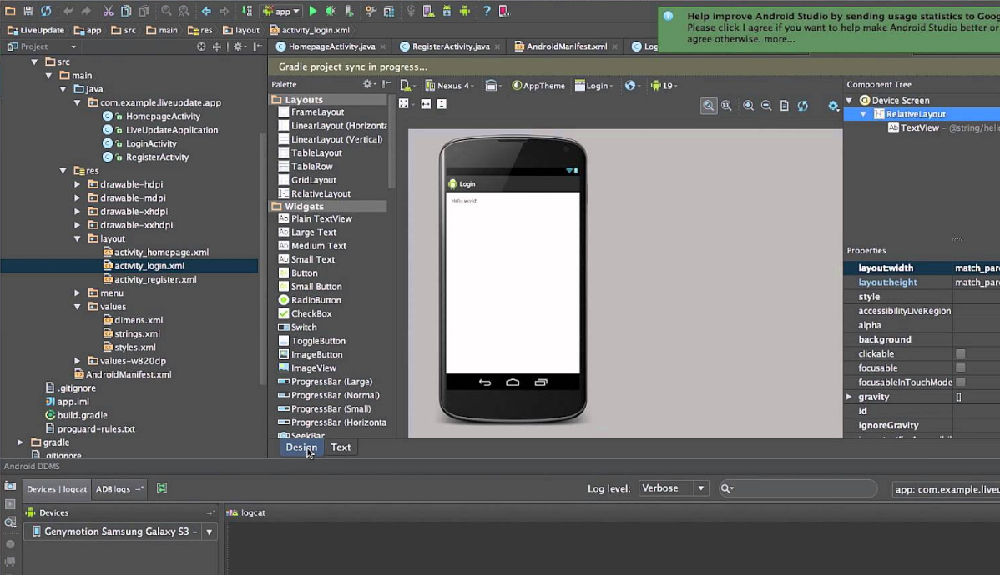 app
Help improve Android Studio by sending usage statistics to Goog
Please click I agree if you want to help make Android Studio better or
agree otherwise. more...
LiveUpdate
app
src
main
res
layout
activity_login.xml
Project
HomepageActivity.java
RegisterActivity.java
AndroidManifest.xml
Log
Gradle project sync in progress...
src
main
java
com.example.liveupdate.app
HomepageActivity
LiveUpdateApplication
LoginActivity
RegisterActivity
res
drawable-hdpi
drawable-mdpi
drawable-xhdpi
drawable-xxhdpi
layout
activity_homepage.xml
activity_login.xml
activity_register.xml
menu
values
dimens.xml
strings.xml
styles.xml
values-w820dp
AndroidManifest.xml
.gitignore
app.iml
build.gradle
proguard-rules.txt
gradle
.gitignore
Palette
Layouts
FrameLayout
LinearLayout (Horizonta
LinearLayout (Vertical)
TableLayout
TableRow
GridLayout
RelativeLayout
Widgets
Ab Plain TextView
Ab Large Text
Ab Medium Text
Ab Small Text
OK Button
OK Small Button
RadioButton
CheckBox
Switch
ToggleButton
ImageButton
ImageView
ProgressBar (Large)
ProgressBar (Normal)
ProgressBar (Small)
ProgressBar (Horizonta
SeekBar
Design
Text
Nexus 4
AppTheme
Login
19
Login
Hello world!
Component Tree
Device Screen
RelativeLayout
Ab TextView - @string/hello
Properties
layout:width match_pare
layout:height match_pare
style
accessibilityLiveRegion
alpha
background
clickable
focusable
focusableInTouchMode
gravity []
id
ignoreGravity
Android DDMS
Devices | logcat
ADB logs
Log level:
Verbose
app: com.example.liveu
Devices
Genymotion Samsung Galaxy S3 -
logcat